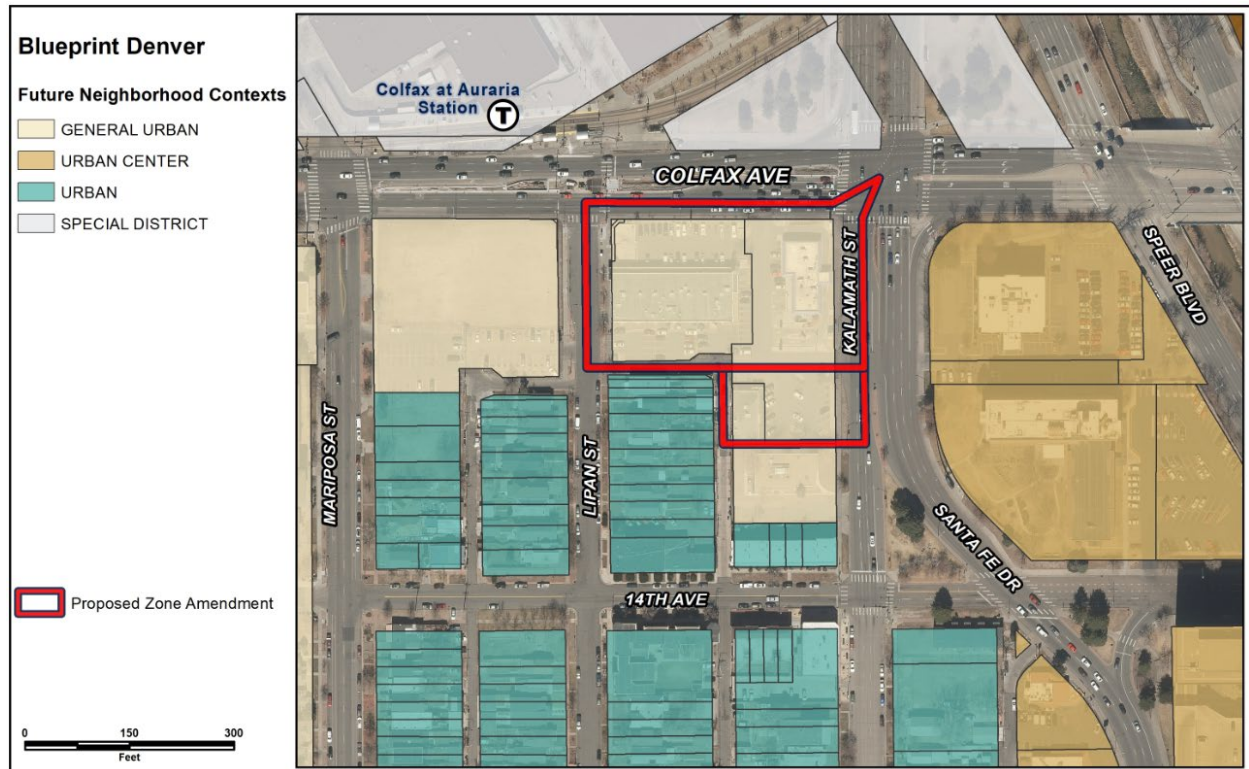 Blueprint Denver
Future Neighborhood Contexts
GENERAL URBAN
URBAN CENTER
URBAN
SPECIAL DISTRICT
Proposed Zone Amendment
0 150 300
Feet
Colfax at Auraria
Station
T
COLFAX AVE
KALAMATH ST
SPEER BLVD
MARIPOSA ST
LIPAN ST
SANTA FE DR
14TH AVE